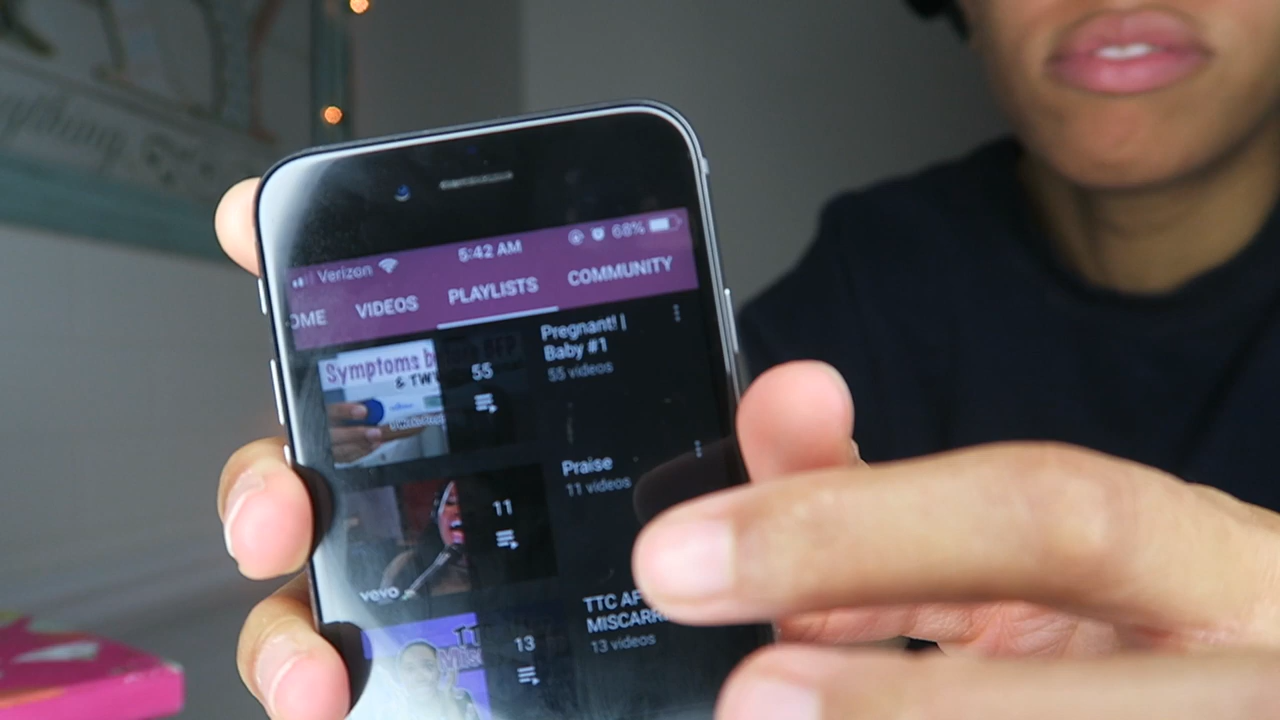 Verizon 5:42 AM 68%
OME VIDEOS PLAYLISTS COMMUNITY
Symptoms
& TW
55
Pregnant! |
Baby #1
55 videos
vevo
11
Praise
11 videos
13
TTC AF
MISCARR
13 videos